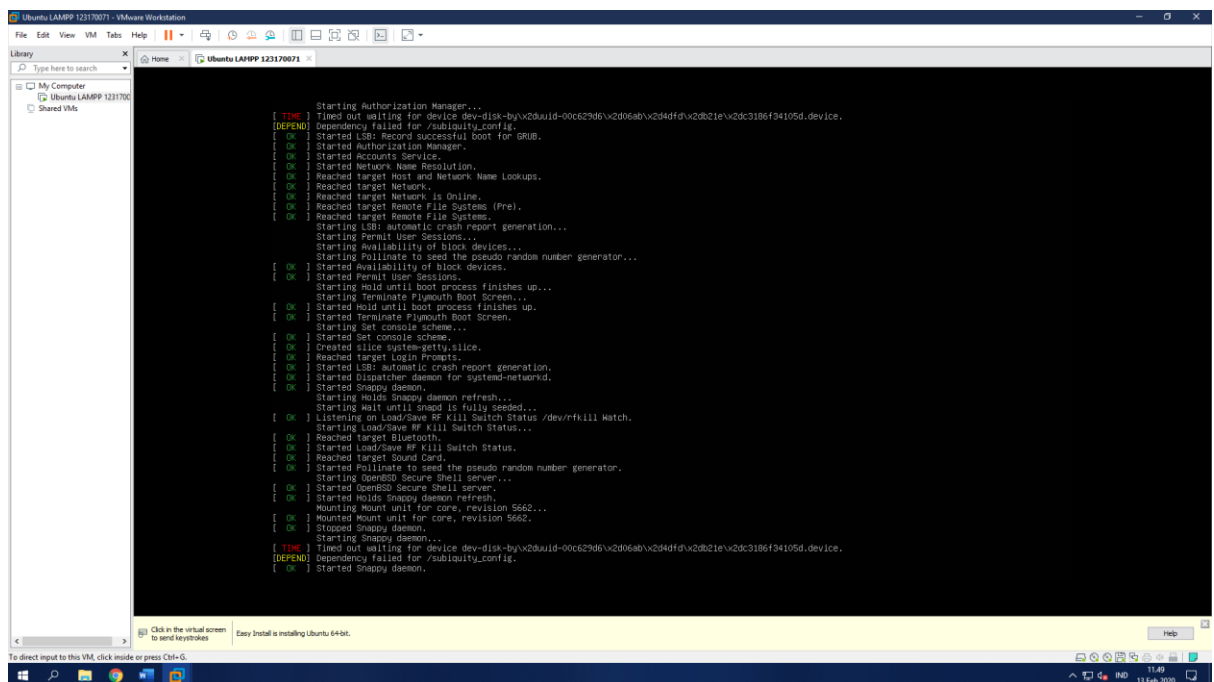 Ubuntu LAMPP 123170071 - VMware Workstation
File Edit View VM Tabs Help
Library
Type here to search
My Computer
Ubuntu LAMPP 1231700
Shared VMs
Home
Ubuntu LAMPP 123170071
Starting Authorization Manager...
[ TIME ] Timed out waiting for device dev-disk-by\x2duuid-00c629d6\x2d06ab\x2d4dfd\x2db21e\x2dc3186f34105d.device.
[DEPEND] Dependency failed for /subiquity_config.
[ OK ] Started LSB: Record successful boot for GRUB.
[ OK ] Started Authorization Manager.
[ OK ] Started Accounts Service.
[ OK ] Started Network Name Resolution.
[ OK ] Reached target Host and Network Name Lookups.
[ OK ] Reached target Network.
[ OK ] Reached target Network is Online.
[ OK ] Reached target Remote File Systems (Pre).
[ OK ] Reached target Remote File Systems.
Starting LSB: automatic crash report generation...
Starting Permit User Sessions...
Starting Availability of block devices...
Starting Pollinate to seed the pseudo random number generator...
[ OK ] Started Availability of block devices.
[ OK ] Started Permit User Sessions.
Starting Hold until boot process finishes up...
Starting Terminate Plymouth Boot Screen...
[ OK ] Started Hold until boot process finishes up.
[ OK ] Started Terminate Plymouth Boot Screen.
Starting Set console scheme...
[ OK ] Started Set console scheme.
[ OK ] Created slice system-getty.slice.
[ OK ] Reached target Login Prompts.
[ OK ] Started LSB: automatic crash report generation.
[ OK ] Started Dispatcher daemon for systemd-networkd.
[ OK ] Started Snappy daemon.
Starting Holds Snappy daemon refresh...
Starting Wait until snapd is fully seeded...
[ OK ] Listening on Load/Save RF Kill Switch Status /dev/rfkill Watch.
Starting Load/Save RF Kill Switch Status...
[ OK ] Reached target Bluetooth.
[ OK ] Started Load/Save RF Kill Switch Status.
[ OK ] Reached target Sound Card.
[ OK ] Started Pollinate to seed the pseudo random number generator.
Starting OpenBSD Secure Shell server...
[ OK ] Started OpenBSD Secure Shell server.
[ OK ] Started Holds Snappy daemon refresh.
Mounting Mount unit for core, revision 5662...
[ OK ] Mounted Mount unit for core, revision 5662.
[ OK ] Stopped Snappy daemon.
Starting Snappy daemon...
[ TIME ] Timed out waiting for device dev-disk-by\x2duuid-00c629d6\x2d06ab\x2d4dfd\x2db21e\x2dc3186f34105d.device.
[DEPEND] Dependency failed for /subiquity_config.
[ OK ] Started Snappy daemon.
Click in the virtual screen
to send keystrokes
Easy Install is installing Ubuntu 64-bit.
Help
To direct input to this VM, click inside or press Ctrl+G.
IND
11.49
13 Feb 2020